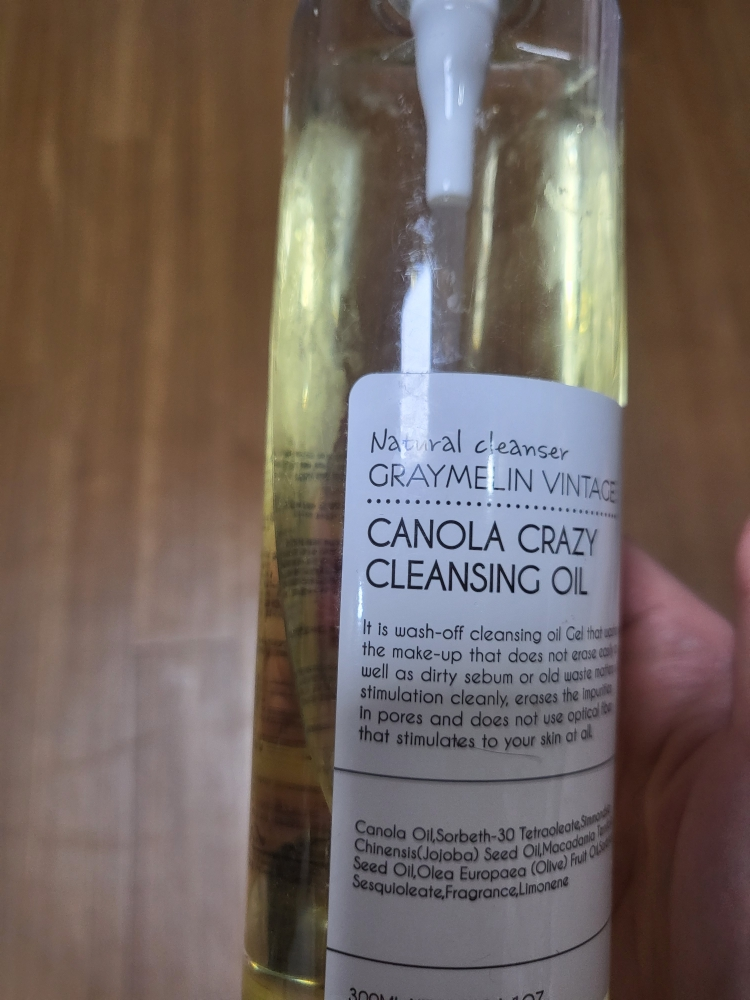 Natural cleanser
GRAYMELIN VINTAGE
CANOLA CRAZY
CLEANSING OIL
It is wash-off cleansing oil Gel that
the make-up that does not erase
well as dirty sebum or old waste
stimulation cleanly, erases the
in pores and does not use optical
that stimulates to your skin at all.
Canola Oil,Sorbeth-30 Tetraoleate,
Chinensis(Jojoba) Seed Oil,Macadamia
Seed Oil,Olea Europaea (Olive) Fruit Oil,
Sesquioleate,Fragrance,Limonene